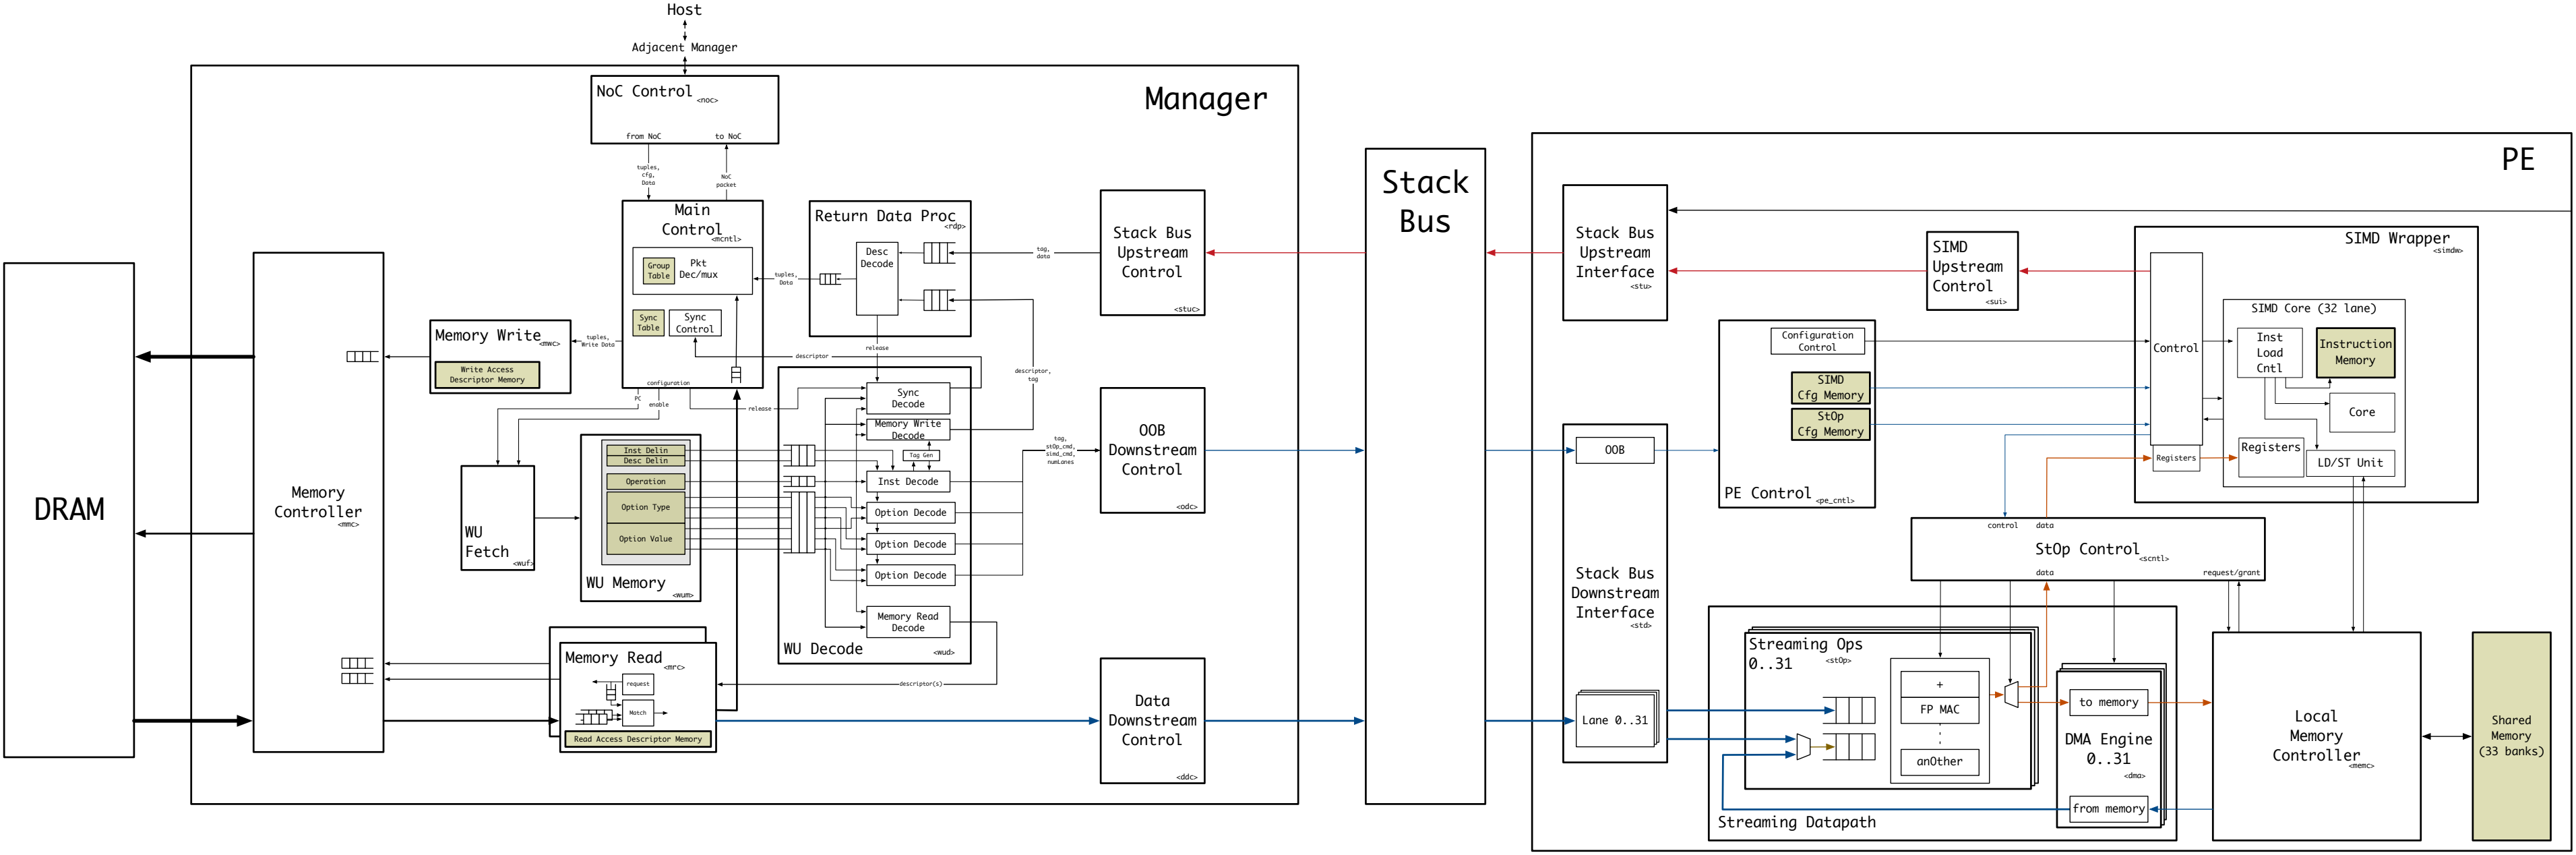 Host
Adjacent Manager
Manager
NoC Control
<noc>
from NoC
to NoC
tuples,
cfg,
Data
NoC
packet
Main
Control
<mcntl>
Group
Table
Pkt
Dec/mux
Sync
Table
Sync
Control
configuration
PC
enable
release
tuples,
Data
tuples,
Write Data
descriptor
Return Data Proc
<rdp>
Desc
Decode
release
tag,
data
descriptor,
tag
Stack Bus
Upstream
Control
<stuc>
DRAM
Memory
Controller
<mmc>
Memory Write
<mwc>
Write Access
Descriptor Memory
WU
Fetch
<wuf>
Inst Delin
Desc Delin
Operation
Option Type
Option Value
WU Memory
<wum>
Sync
Decode
Memory Write
Decode
Tag Gen
Inst Decode
Option Decode
Option Decode
Option Decode
Memory Read
Decode
WU Decode
<wud>
tag,
stOp_cmd,
simd_cmd,
numLanes
OOB
Downstream
Control
<odc>
descriptor(s)
Memory Read
<mrc>
request
Match
Read Access Descriptor Memory
Data
Downstream
Control
<ddc>
Stack
Bus
PE
Stack Bus
Upstream
Interface
<stu>
SIMD
Upstream
Control
<sui>
SIMD Wrapper
<simdw>
Control
Registers
SIMD Core (32 lane)
Inst
Load
Cntl
Instruction
Memory
Core
Registers
LD/ST Unit
Configuration
Control
SIMD
Cfg Memory
StOp
Cfg Memory
PE Control
<pe_cntl>
OOB
Stack Bus
Downstream
Interface
<std>
Lane 0..31
control
data
StOp Control
<scntl>
data
request/grant
Streaming Ops
0..31
<stOp>
+
FP MAC
anOther
to memory
DMA Engine
0..31
<dma>
from memory
Streaming Datapath
Local
Memory
Controller
<memc>
Shared
Memory
(33 banks)